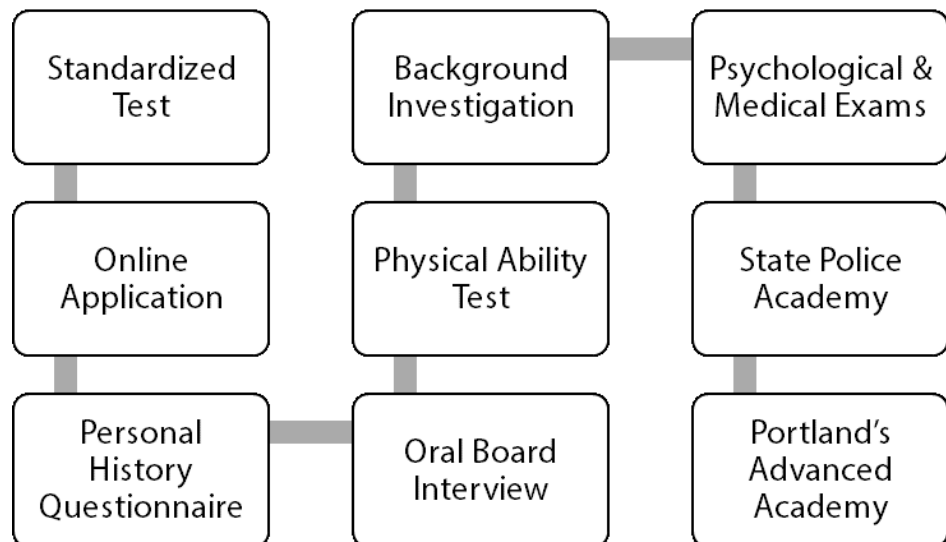 Standardized
Test
Online
Application
Personal
History
Questionnaire
Oral Board
Interview
Physical Ability
Test
Background
Investigation
Psychological &
Medical Exams
State Police
Academy
Portland’s
Advanced
Academy